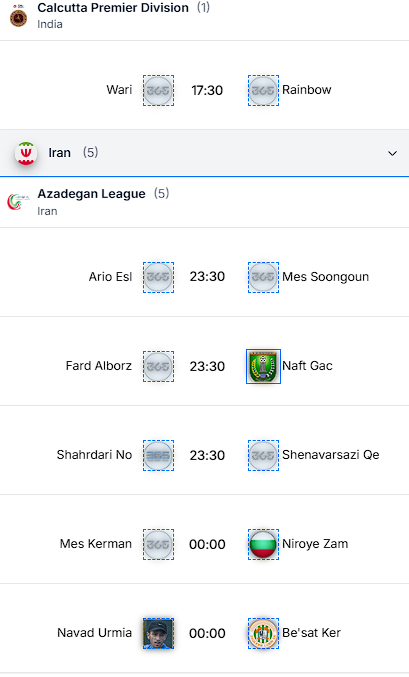 Calcutta Premier Division (1)
India
Wari 365 17:30 365 Rainbow
Iran (5)
Azadegan League (5)
Iran
Ario Esl 365 23:30 365 Mes Soongoun
Fard Alborz 365 23:30 Naft Gac
Shahrdari No 365 23:30 365 Shenavarsazi Qe
Mes Kerman 365 00:00 Niroye Zam
Navad Urmia 00:00 Be'sat Ker